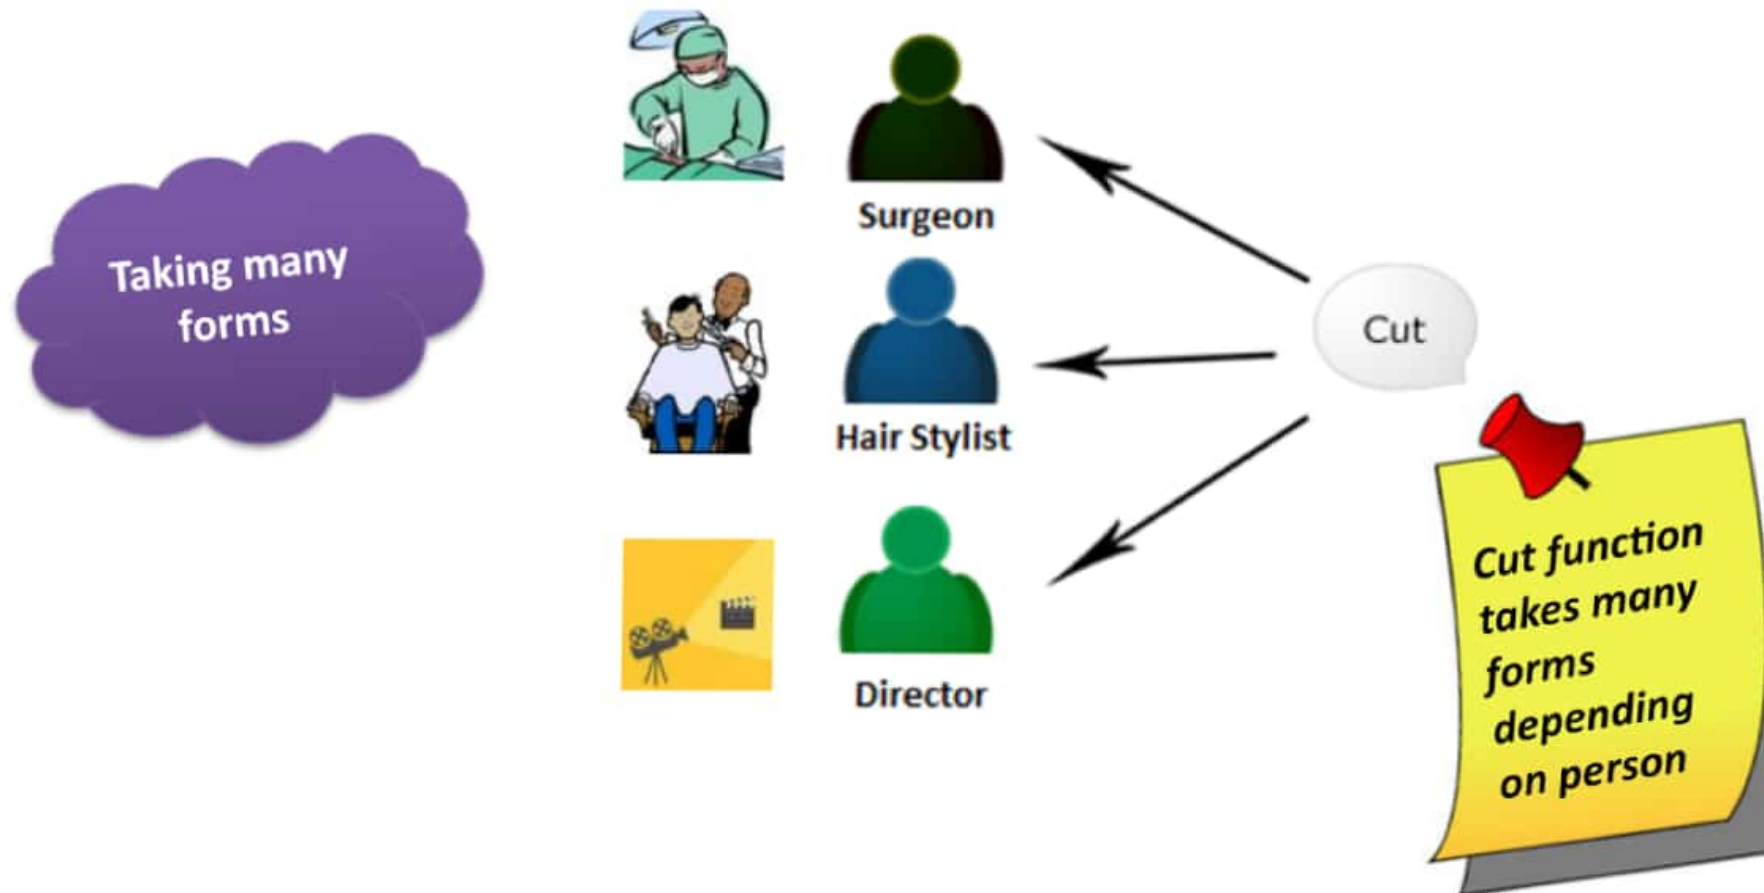 Taking many
forms
Surgeon
Hair Stylist
Director
Cut
Cut function
takes many
forms
depending
on person